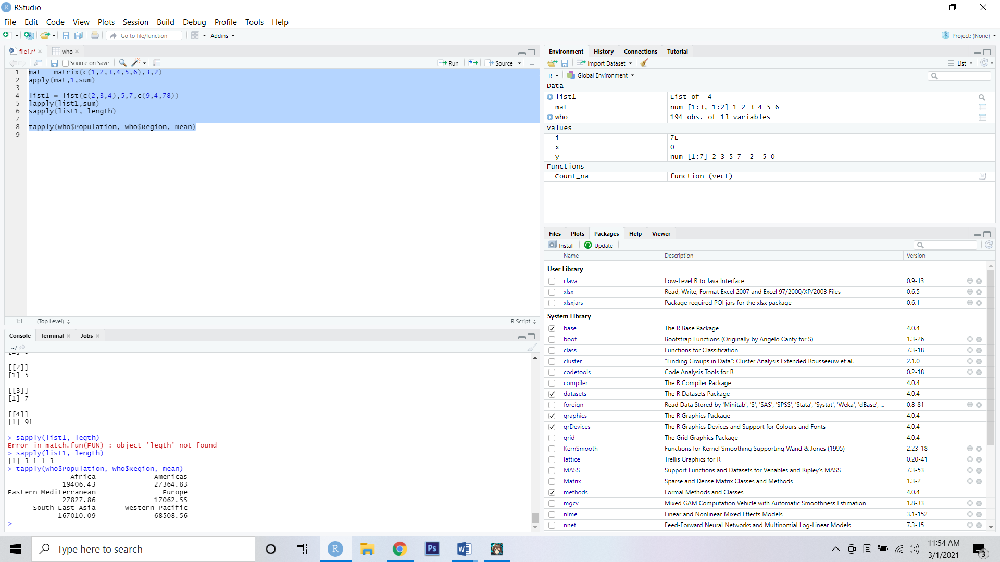 RStudio
File Edit Code View Plots Session Build Debug Profile Tools Help
Go to file/function Addins Project: (None)
file1.r* who
Source on Save Run Source
1 mat = matrix(c(1,2,3,4,5,6),3,2)
2 apply(mat,1,sum)
3
4 list1 = list(c(2,3,4),5,7,c(9,4,78))
5 lapply(list1,sum)
6 sapply(list1, length)
7
8 tapply(who$Population, who$Region, mean)
9
1:1 (Top Level) R Script
Console Terminal Jobs
~/
[[2]]
[1] 5
[[3]]
[1] 7
[[4]]
[1] 91
> sapply(list1, legth)
Error in match.fun(FUN) : object 'legth' not found
> sapply(list1, length)
[1] 3 1 1 3
> tapply(who$Population, who$Region, mean)
Africa Americas
19406.43 27364.83
Eastern Mediterranean Europe
27827.86 17062.55
South-East Asia Western Pacific
167010.09 68508.56
>
Environment History Connections Tutorial
Import Dataset List
R Global Environment
Data
list1 List of 4
mat num [1:3, 1:2] 1 2 3 4 5 6
who 194 obs. of 13 variables
Values
i 7L
x 0
y num [1:7] 2 3 5 7 -2 -5 0
Functions
Count_na function (vect)
Files Plots Packages Help Viewer
Install Update
Name Description Version
User Library
rJava Low-Level R to Java Interface 0.9-13
xlsx Read, Write, Format Excel 2007 and Excel 97/2000/XP/2003 Files 0.6.5
xlsxjars Package required POI jars for the xlsx package 0.6.1
System Library
base The R Base Package 4.0.4
boot Bootstrap Functions (Originally by Angelo Canty for S) 1.3-26
class Functions for Classification 7.3-18
cluster "Finding Groups in Data": Cluster Analysis Extended Rousseeuw et al. 2.1.0
codetools Code Analysis Tools for R 0.2-18
compiler The R Compiler Package 4.0.4
datasets The R Datasets Package 4.0.4
foreign Read Data Stored by 'Minitab', 'S', 'SAS', 'SPSS', 'Stata', 'Systat', 'Weka', 'dBase', ... 0.8-81
graphics The R Graphics Package 4.0.4
grDevices The R Graphics Devices and Support for Colours and Fonts 4.0.4
grid The Grid Graphics Package 4.0.4
KernSmooth Functions for Kernel Smoothing Supporting Wand & Jones (1995) 2.23-18
lattice Trellis Graphics for R 0.20-41
MASS Support Functions and Datasets for Venables and Ripley's MASS 7.3-53
Matrix Sparse and Dense Matrix Classes and Methods 1.3-2
methods Formal Methods and Classes 4.0.4
mgcv Mixed GAM Computation Vehicle with Automatic Smoothness Estimation 1.8-33
nlme Linear and Nonlinear Mixed Effects Models 3.1-152
nnet Feed-Forward Neural Networks and Multinomial Log-Linear Models 7.3-15
Type here to search
R Ps W E
11:54 AM
3/1/2021
3